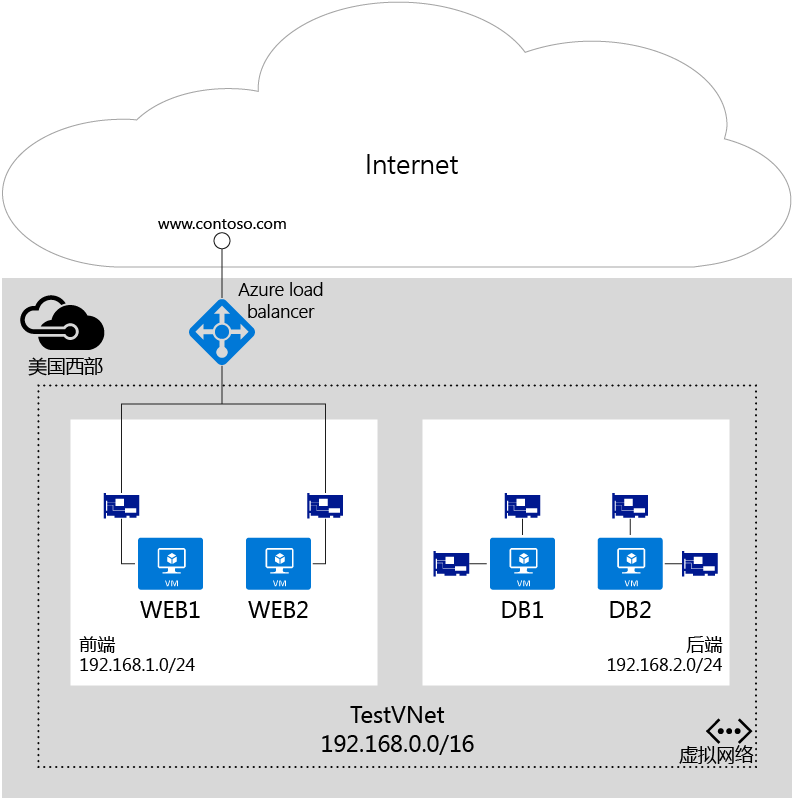 Internet
www.contoso.com
Azure load
balancer
美国西部
VM
VM
VM
VM
WEB1
WEB2
DB1
DB2
前端
192.168.1.0/24
后端
192.168.2.0/24
TestVNet
192.168.0.0/16
虚拟网络